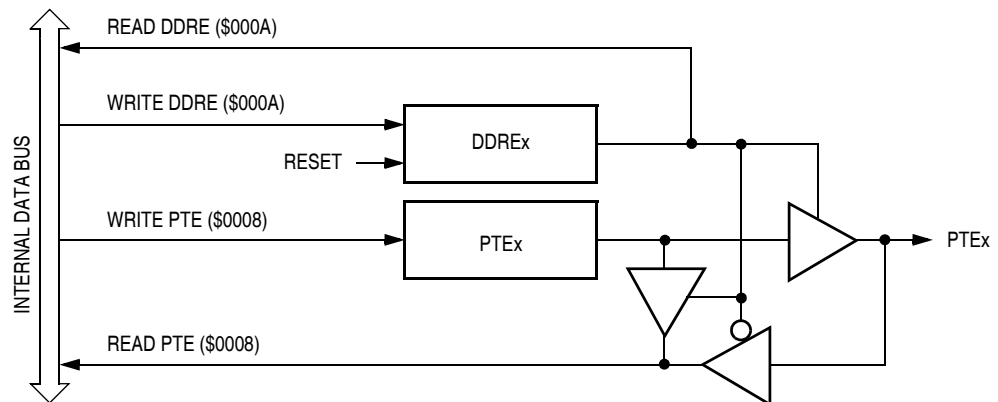 READ DDRE ($000A)
WRITE DDRE ($000A)
DDREx
RESET
WRITE PTE ($0008)
PTEx
PTEx
READ PTE ($0008)
INTERNAL DATA BUS